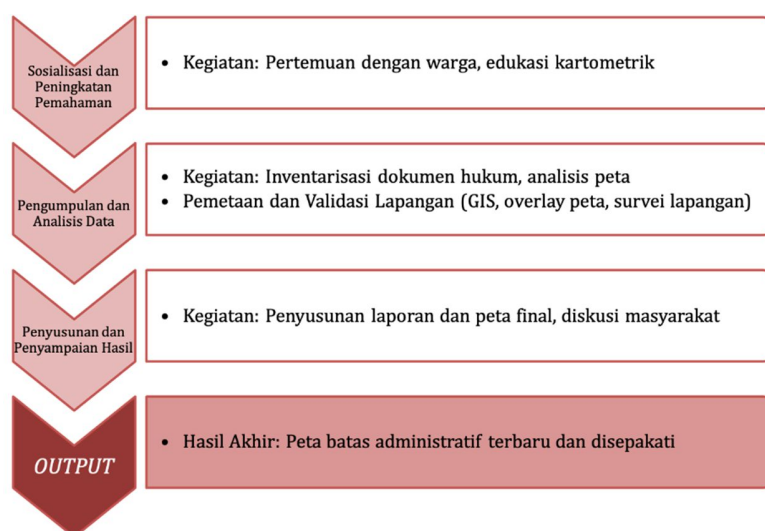 Sosialisasi dan
Peningkatan
Pemahaman
• Kegiatan: Pertemuan dengan warga, edukasi kartometrik
Pengumpulan dan
Analisis Data
• Kegiatan: Inventarisasi dokumen hukum, analisis peta
• Pemetaan dan Validasi Lapangan (GIS, overlay peta, survei lapangan)
Penyusunan dan
Penyampaian Hasil
• Kegiatan: Penyusunan laporan dan peta final, diskusi masyarakat
OUTPUT
• Hasil Akhir: Peta batas administratif terbaru dan disepakati